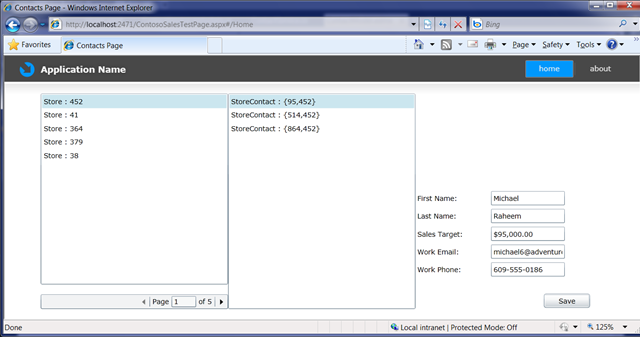 Contacts Page - Windows Internet Explorer
http://localhost:2471/ContosoSalesTestPage.aspx#/Home
Bing
Favorites Contacts Page Page Safety Tools
Application Name home about
Store : 452
Store : 41
Store : 364
Store : 379
Store : 38
Page 1 of 5
StoreContact : {95,452}
StoreContact : {514,452}
StoreContact : {864,452}
First Name: Michael
Last Name: Raheem
Sales Target: $95,000.00
Work Email: michael6@adventure
Work Phone: 609-555-0186
Save
Done Local intranet | Protected Mode: Off 125%